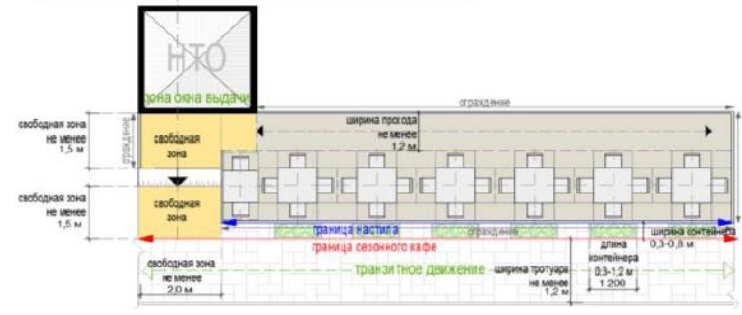 НТО
зона окна выдачи
ограждение
свободная зона
не менее
1,5 м
ограждение
свободная
зона
ширина прохода
не менее
1,2 м
свободная зона
не менее
1,5 м
свободная
зона
граница настила
ограждение
ширина контейнера
0,3-0,8 м
граница сезонного кафе
свободная зона
не менее
2,0 м
транзитное движение
ширина тротуара
не менее
1,2 м
длина
контейнера
0,3-1,2 м
1 200